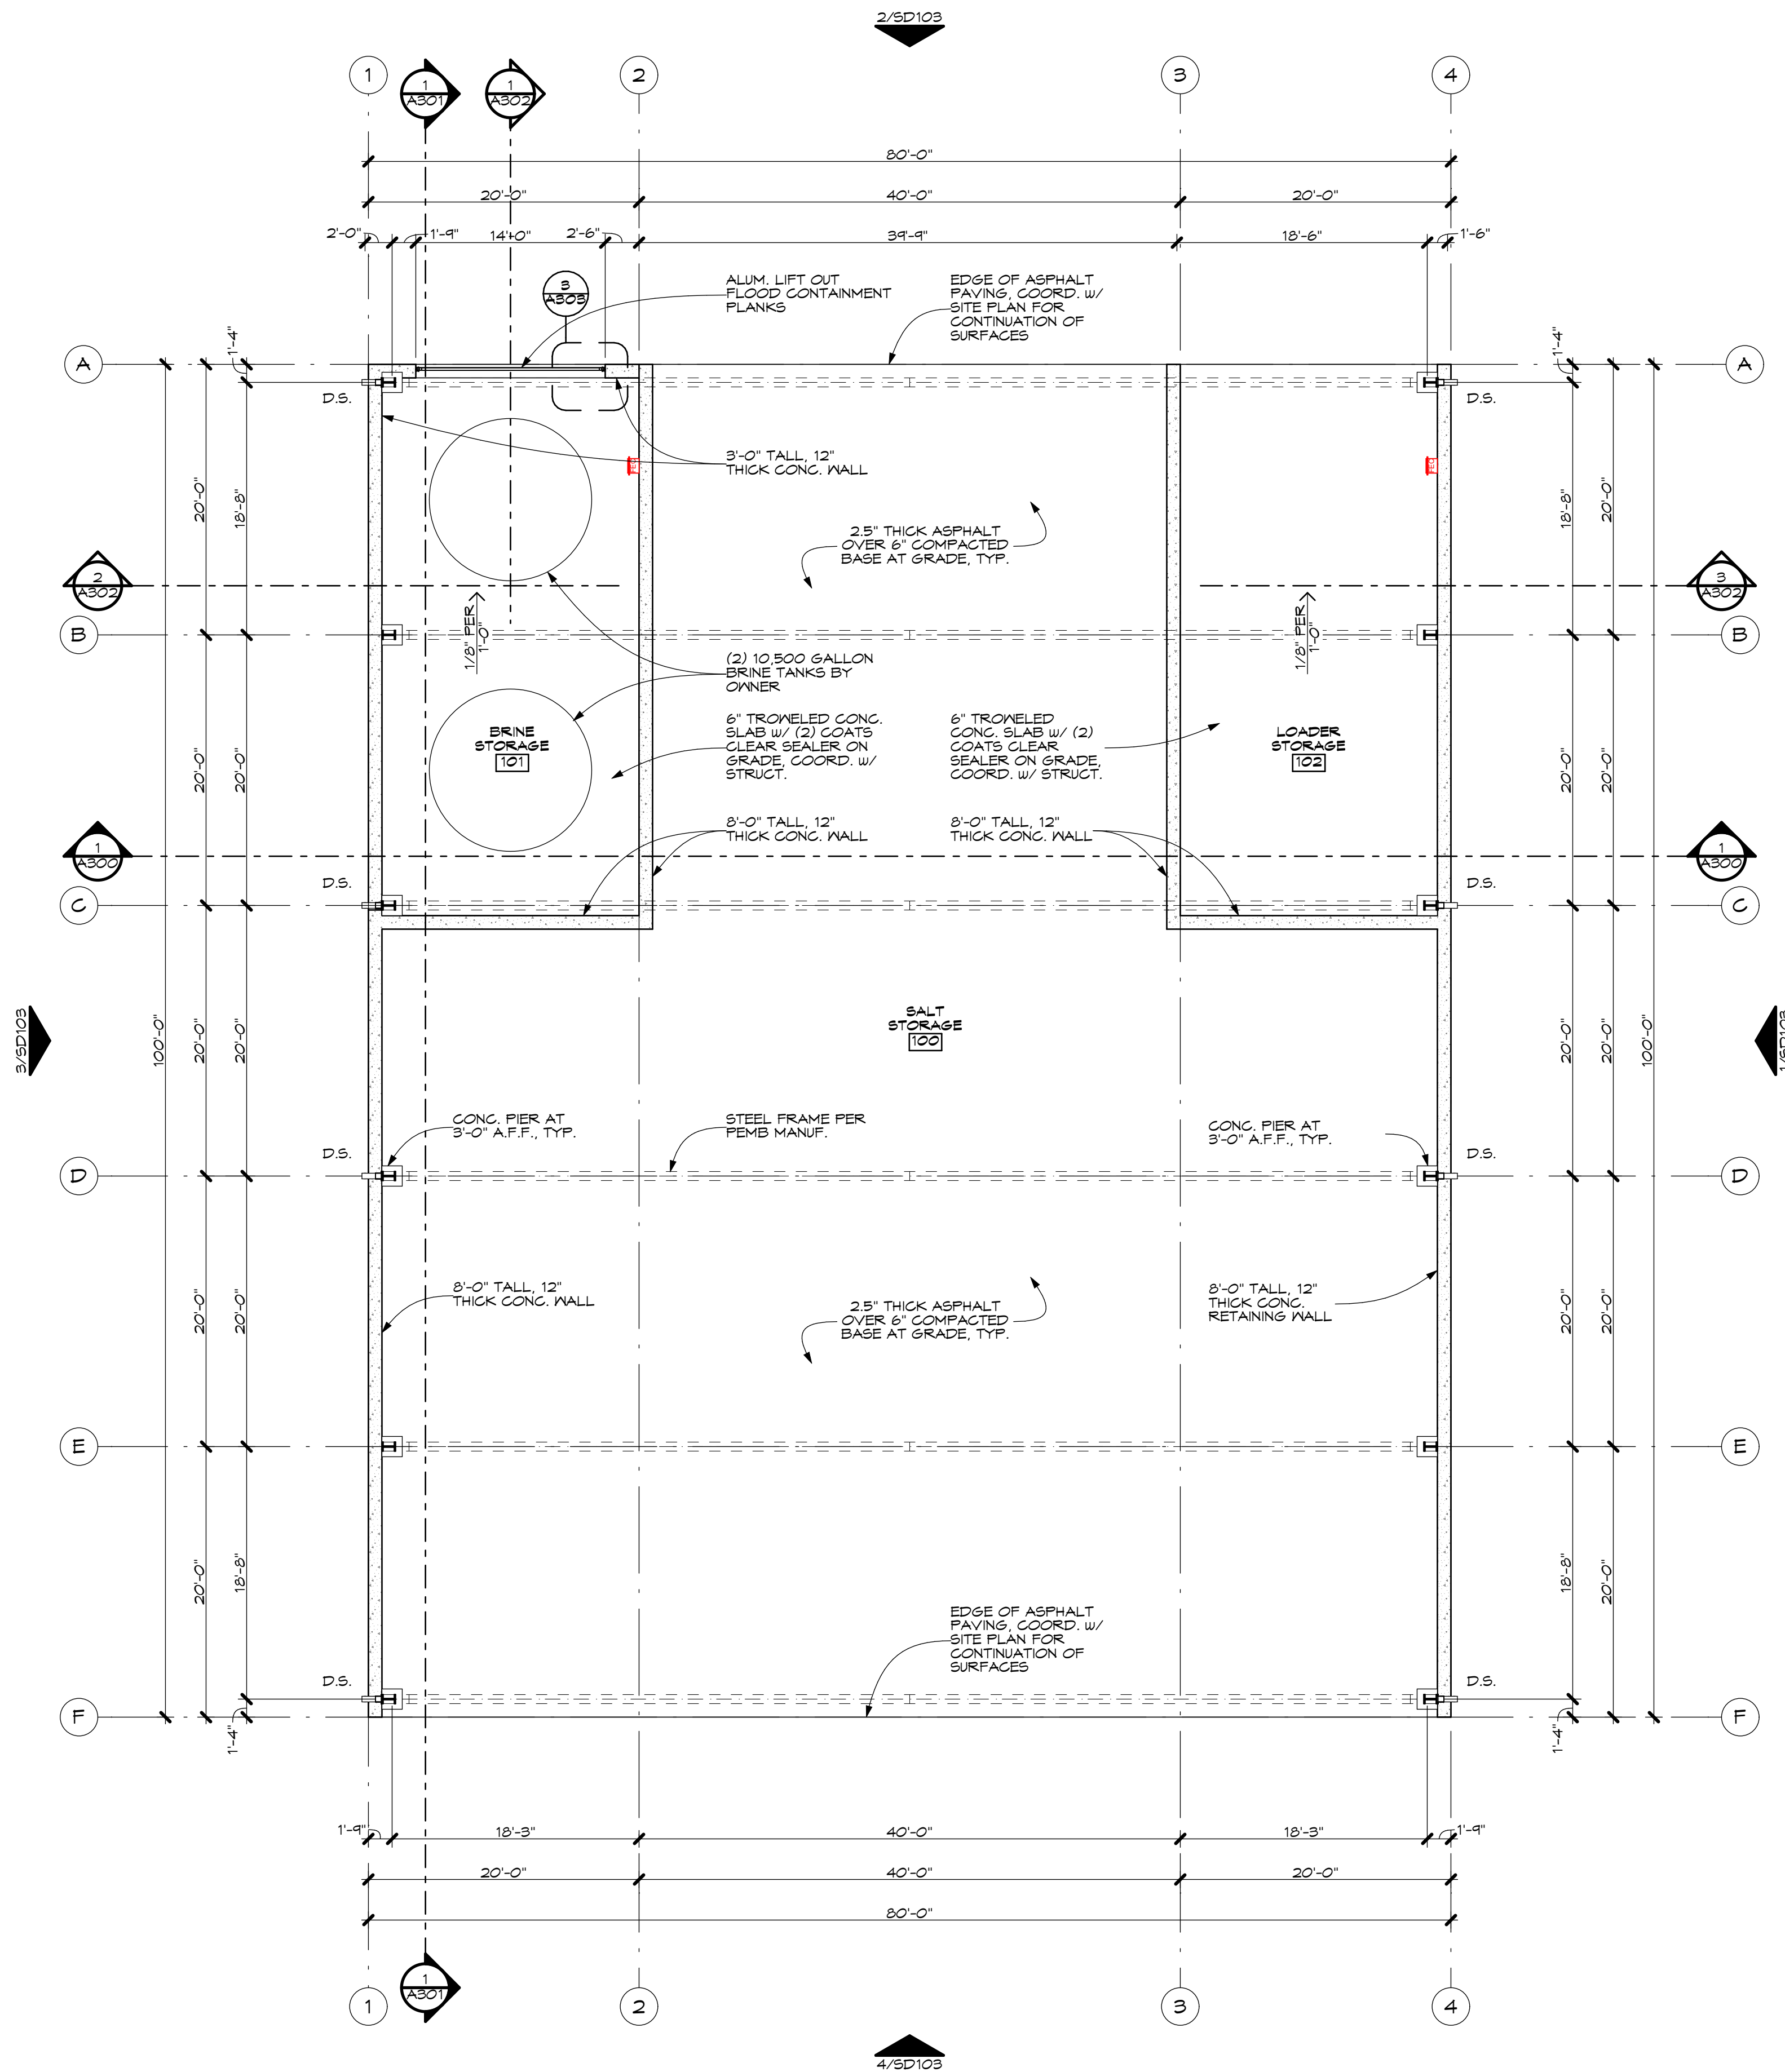 2/SD103
1
1
A301
1
A302
2
3
4
80'-0"
20'-0"
40'-0"
20'-0"
2'-0"
1'-9"
14'-0"
2'-6"
39'-9"
18'-6"
1'-6"
3
A303
ALUM. LIFT OUT
FLOOD CONTAINMENT
PLANKS
EDGE OF ASPHALT
PAVING, COORD. W/
SITE PLAN FOR
CONTINUATION OF
SURFACES
1'-4"
1'-4"
A
A
D.S.
D.S.
3'-0" TALL, 12"
THICK CONC. WALL
FEC
FEC
20'-0"
18'-8"
18'-8"
20'-0"
2.5" THICK ASPHALT
OVER 6" COMPACTED
BASE AT GRADE, TYP.
2
A302
3
A302
1/8" PER
1'-0"
1/8" PER
1'-0"
B
B
(2) 10,500 GALLON
BRINE TANKS BY
OWNER
BRINE
STORAGE
101
6" TROWELED CONC.
SLAB W/ (2) COATS
CLEAR SEALER ON
GRADE, COORD. W/
STRUCT.
6" TROWELED
CONC. SLAB W/ (2)
COATS CLEAR
SEALER ON GRADE,
COORD. W/ STRUCT.
LOADER
STORAGE
102
20'-0"
20'-0"
20'-0"
20'-0"
8'-0" TALL, 12"
THICK CONC. WALL
8'-0" TALL, 12"
THICK CONC. WALL
1
A300
1
A300
D.S.
D.S.
C
C
SALT
STORAGE
100
3/SD103
100'-0"
20'-0"
20'-0"
20'-0"
20'-0"
100'-0"
1/SD103
CONC. PIER AT
3'-0" A.F.F., TYP.
STEEL FRAME PER
PEMB MANUF.
CONC. PIER AT
3'-0" A.F.F., TYP.
D.S.
D.S.
D
D
8'-0" TALL, 12"
THICK CONC. WALL
2.5" THICK ASPHALT
OVER 6" COMPACTED
BASE AT GRADE, TYP.
8'-0" TALL, 12"
THICK CONC.
RETAINING WALL
20'-0"
20'-0"
20'-0"
20'-0"
E
E
20'-0"
18'-8"
18'-8"
20'-0"
EDGE OF ASPHALT
PAVING, COORD. W/
SITE PLAN FOR
CONTINUATION OF
SURFACES
D.S.
D.S.
F
F
1'-4"
1'-4"
1'-9"
18'-3"
40'-0"
18'-3"
1'-9"
20'-0"
40'-0"
20'-0"
80'-0"
1
1
A301
2
3
4
4/SD103